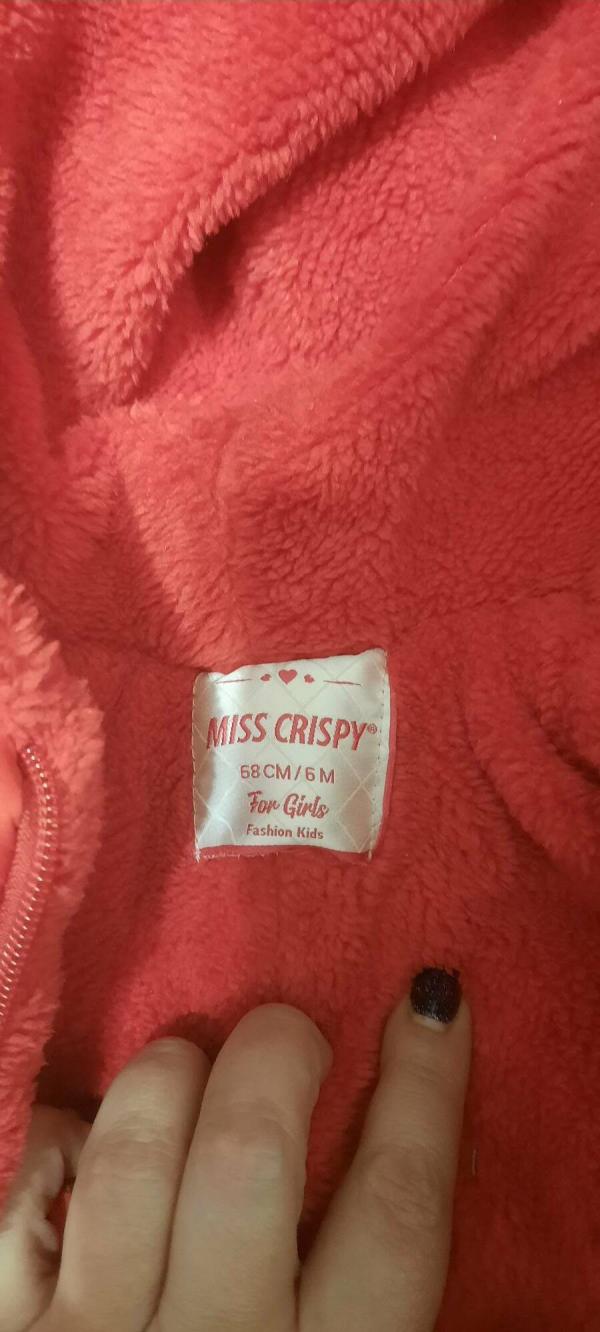 MISS CRISPY®
68 CM / 6 M
For Girls
Fashion Kids